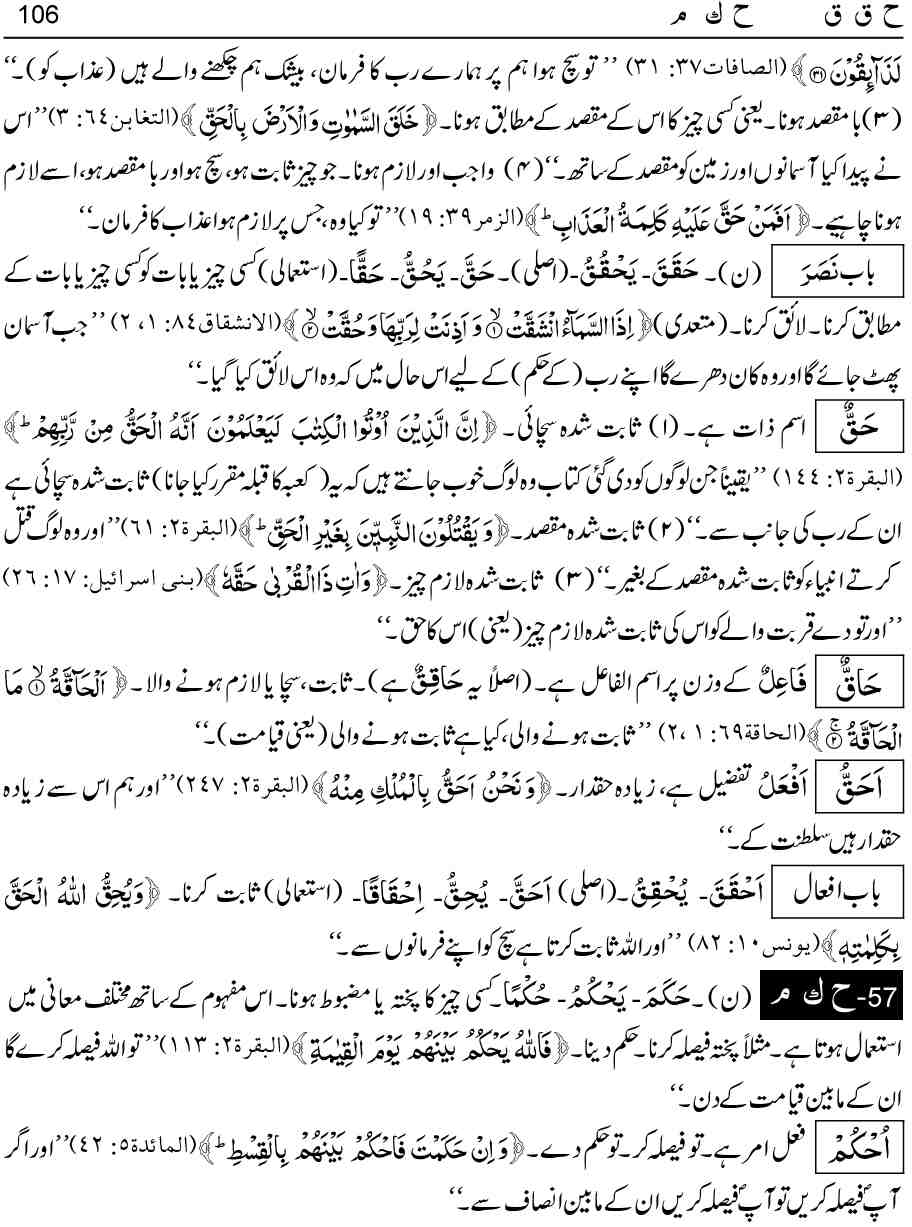 ح ق ق ح ك م 106
لَذَآئِقُوْنَ ﴿۳۱﴾ (الصافات۳۷: ۳۱) ’’ تو سچ ہوا ہم پر ہمارے رب کا فرمان، بیشک ہم چکھنے والے ہیں (عذاب کو)۔‘‘
(۳) با مقصد ہونا۔ یعنی کسی چیز کا اس کے مقصد کے مطابق ہونا۔ ﴿خَلَقَ السَّمٰوٰتِ وَالْاَرْضَ بِالْحَقِّ﴾ (التغابن۶۴: ۳)’’ اس
نے پیدا کیا آسمانوں اور زمین کو مقصد کے ساتھ۔‘‘ (۴) واجب اور لازم ہونا۔ جو چیز ثابت ہو، سچ ہو اور با مقصد ہو، اسے لازم
ہونا چاہیے۔ ﴿اَفَمَنْ حَقَّ عَلَيْهِ كَلِمَةُ الْعَذَابِ ؕ﴾ (الزمر۳۹: ۱۹)’’ تو کیا وہ، جس پر لازم ہوا عذاب کا فرمان۔‘‘
باب نَصَرَ (ن)۔ حَقَقَ۔ يَحْقُقُ۔ (اصلی)۔ حَقَّ۔ يَحُقُّ۔ حَقًّا۔ (استعمالی) کسی چیز یا بات کو کسی چیز یا بات کے
مطابق کرنا۔ لائق کرنا۔ (متعدی) ﴿اِذَا السَّمَآءُ انْشَقَّتْ ۙ۱ وَ اَذِنَتْ لِرَبِّهَا وَحُقَّتْ ۙ۲﴾ (الانشقاق۸۴: ۱، ۲) ’’ جب آسمان
پھٹ جائے گا اور وہ کان دھرے گا اپنے رب (کے حکم) کے لیے اس حال میں کہ وہ اس لائق کیا گیا۔‘‘
حَقٌّ اسم ذات ہے۔ (۱) ثابت شدہ سچائی۔ ﴿اِنَّ الَّذِيْنَ اُوْتُوا الْكِتٰبَ لَيَعْلَمُوْنَ اَنَّهُ الْحَقُّ مِنْ رَّبِّهِمْ ؕ﴾
(البقرة۲: ۱۴۴) ’’ یقیناً جن لوگوں کو دی گئی کتاب وہ لوگ خوب جانتے ہیں کہ یہ (کعبہ کا قبلہ مقرر کیا جانا) ثابت شدہ سچائی ہے
ان کے رب کی جانب سے۔‘‘ (۲) ثابت شدہ مقصد۔ ﴿وَيَقْتُلُوْنَ النَّبِيّٖنَ بِغَيْرِ الْحَقِّ ؕ﴾ (البقرة۲: ۶۱)’’ اور وہ لوگ قتل
کرتے انبیاء کو ثابت شدہ مقصد کے بغیر۔‘‘ (۳) ثابت شدہ لازم چیز۔ ﴿وَاٰتِ ذَاالْقُرْبٰى حَقَّهٗ﴾ (بنی اسرائیل: ۱۷: ۲۶)
’’ اور تو دے قربت والے کو اس کی ثابت شدہ لازم چیز (یعنی) اس کا حق۔‘‘
حَاقٌّ فَاعِلٌ کے وزن پر اسم الفاعل ہے۔ (اصلاً یہ حَاقِقٌ ہے)۔ ثابت، سچا یا لازم ہونے والا۔ ﴿اَلْحَآقَّةُ ۙ۱ مَا
الْحَآقَّةُ ۚ۲﴾ (الحاقة۶۹: ۱، ۲) ’’ ثابت ہونے والی، کیا ہے ثابت ہونے والی (یعنی قیامت)۔‘‘
اَحَقُّ اَفْعَلُ تفضیل ہے، زیادہ حقدار۔ ﴿وَنَحْنُ اَحَقُّ بِالْمُلْكِ مِنْهُ﴾ (البقرة۲: ۲۴۷)’’ اور ہم اس سے زیادہ
حقدار ہیں سلطنت کے۔‘‘
باب افعال اَحْقَقَ۔ يُحْقِقُ۔ (اصلی) اَحَقَّ۔ يُحِقُّ۔ اِحْقَاقًا۔ (استعمالی) ثابت کرنا۔ ﴿وَيُحِقُّ اللّٰهُ الْحَقَّ
بِكَلِمٰتِهٖ﴾ (یونس۱۰: ۸۲) ’’ اور اللہ ثابت کرتا ہے سچ کو اپنے فرمانوں سے۔‘‘
57- ح ك م (ن)۔ حَكَمَ۔ يَحْكُمُ۔ حُكْمًا۔ کسی چیز کا پختہ یا مضبوط ہونا۔ اس مفہوم کے ساتھ مختلف معانی میں
استعمال ہوتا ہے۔ مثلاً پختہ فیصلہ کرنا۔ حکم دینا۔ ﴿فَاللّٰهُ يَحْكُمُ بَيْنَهُمْ يَوْمَ الْقِيٰمَةِ﴾ (البقرة۲: ۱۱۳)’’ تو اللہ فیصلہ کرے گا
ان کے مابین قیامت کے دن۔‘‘
اُحْكُمْ فعل امر ہے۔ تو فیصلہ کر۔ تو حکم دے۔ ﴿وَاِنْ حَكَمْتَ فَاحْكُمْ بَيْنَهُمْ بِالْقِسْطِ ؕ﴾ (المائدة۵: ۴۲)’’ اور اگر
آپؐ فیصلہ کریں تو آپؐ فیصلہ کریں ان کے مابین انصاف سے۔‘‘